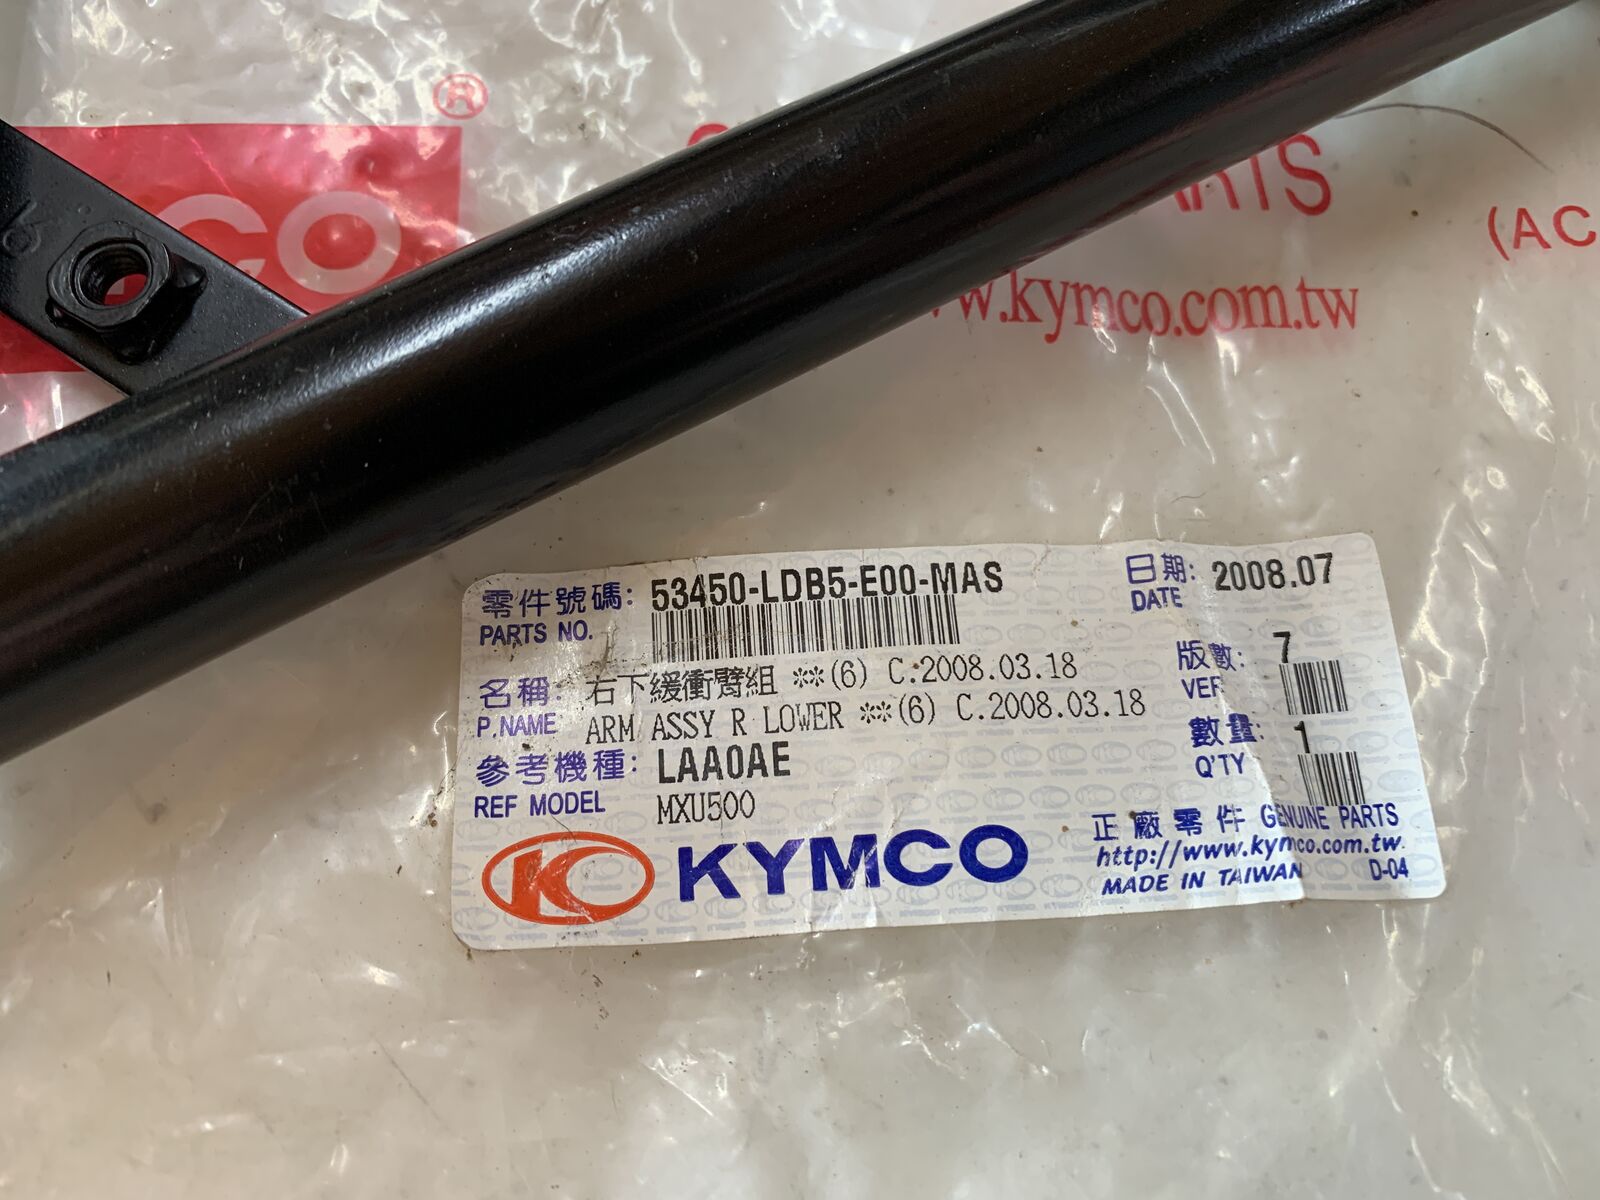 ®
CO
ARTS
(AC
w.kymco.com.tw
零件號碼: 53450-LDB5-E00-MAS 日期: 2008.07
PARTS NO. DATE
名稱: 右下緩衝臂組 **(6) C.2008.03.18 版數: 7
P.NAME ARM ASSY R LOWER **(6) C.2008.03.18 VER
參考機種: LAA0AE 數量: 1
REF MODEL MXU500 Q'TY
KYMCO
正廠零件 GENUINE PARTS
http://www.kymco.com.tw
MADE IN TAIWAN D-04